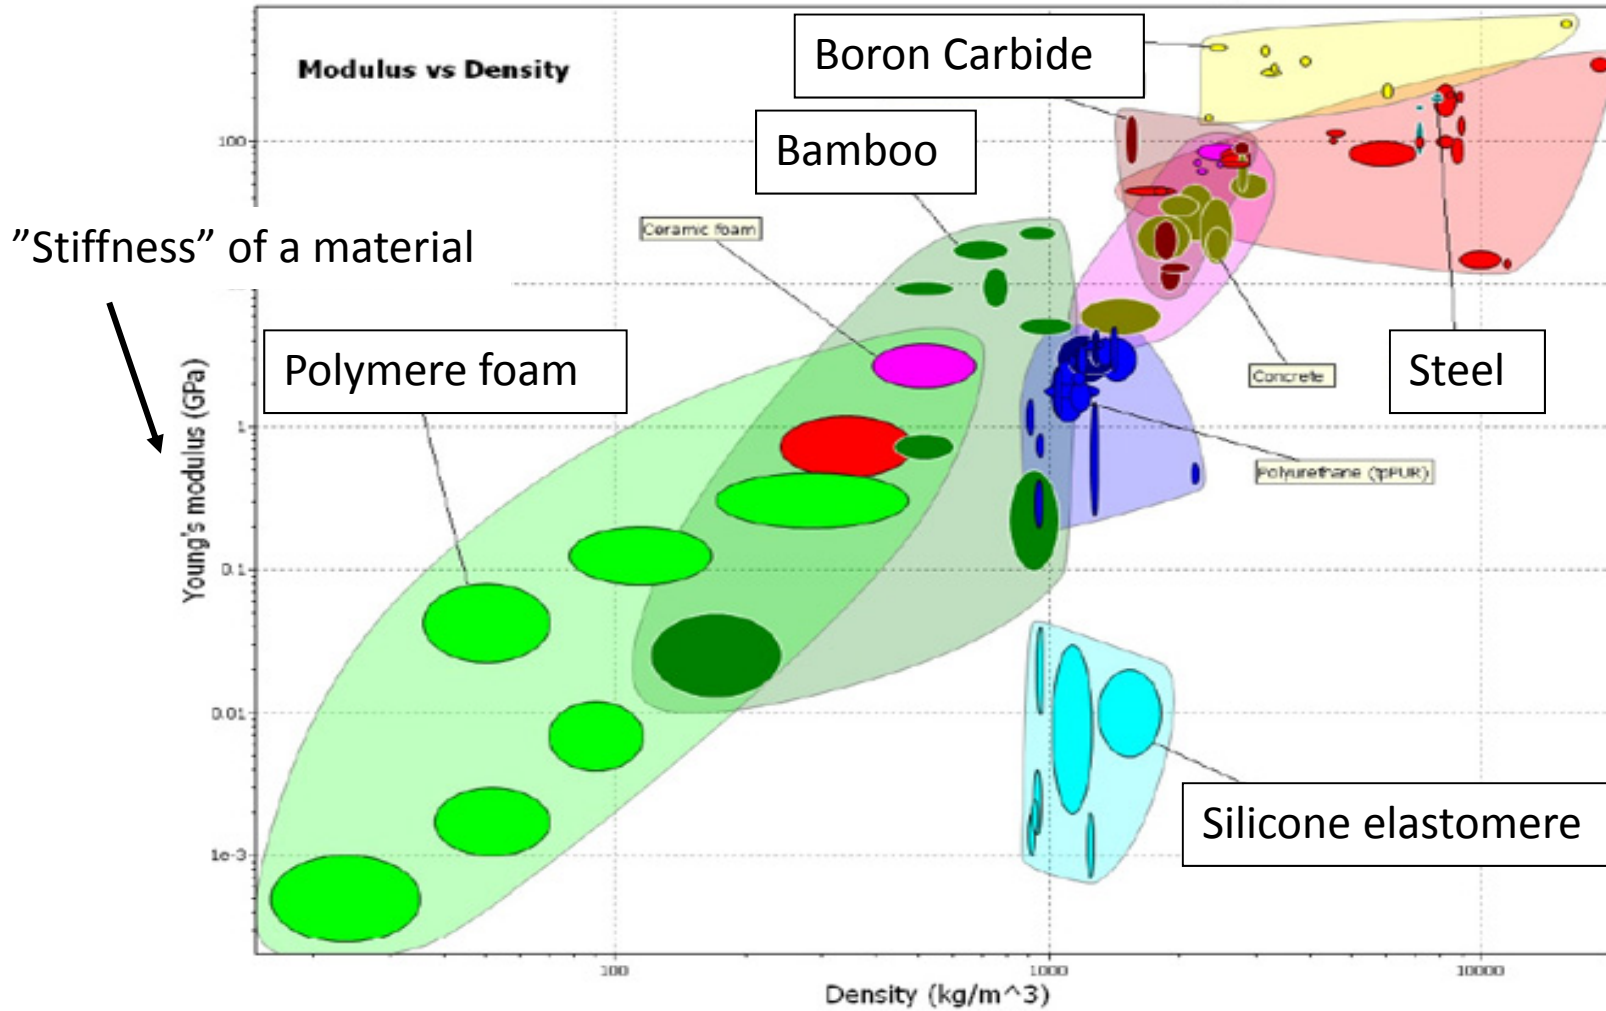 Modulus vs Density
Boron Carbide
Bamboo
Ceramic foam
”Stiffness” of a material
Polymere foam
Steel
Concrete
Polyurethane (tpPUR)
Silicone elastomere
Young's modulus (GPa)
100
1
0.1
0.01
1e-3
100
1000
10000
Density (kg/m^3)